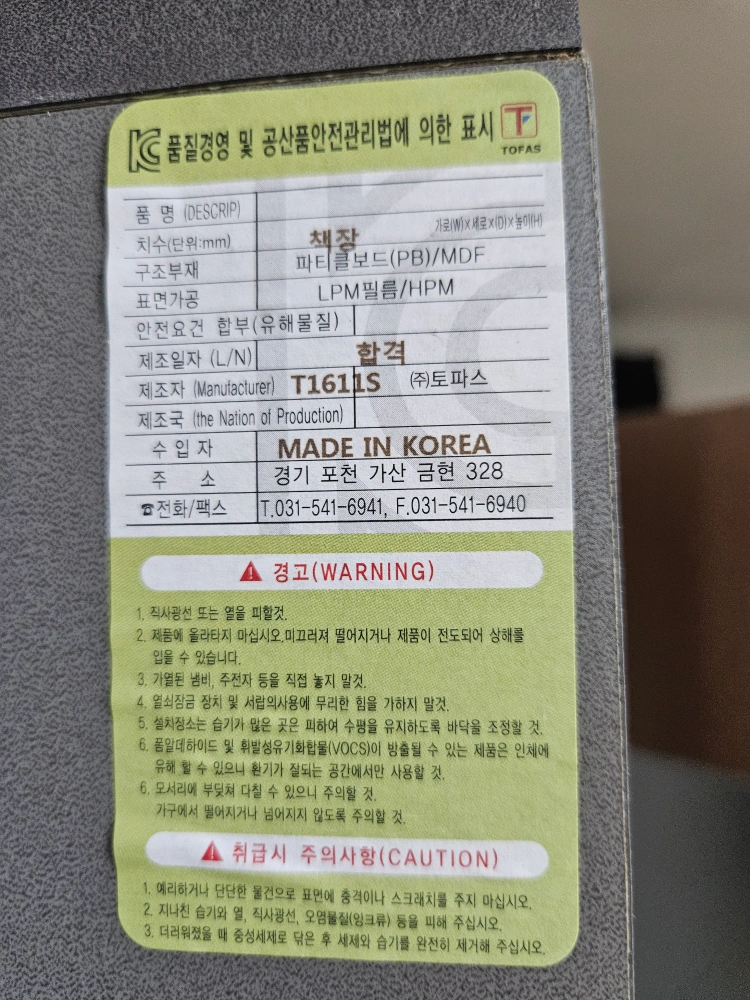 KC 품질경영 및 공산품안전관리법에 의한 표시 T
TOFAS
품 명 (DESCRIP)
가로(W)×세로×(D)×높이(H)
치수(단위:mm) 책장
구조부재 파티클보드(PB)/MDF
표면가공 LPM필름/HPM
안전요건 합부(유해물질)
제조일자 (L/N) 합격
제조자 (Manufacturer) T1611S ㈜토파스
제조국 (the Nation of Production)
수 입 자 MADE IN KOREA
주 소 경기 포천 가산 금현 328
☎전화/팩스 T.031-541-6941, F.031-541-6940
경고(WARNING)
1. 직사광선 또는 열을 피할것.
2. 제품에 올라타지 마십시오.미끄러져 떨어지거나 제품이 전도되어 상해를
입을 수 있습니다.
3. 가열된 냄비, 주전자 등을 직접 놓지 말것.
4. 열쇠잠금 장치 및 서랍의사용에 무리한 힘을 가하지 말것.
5. 설치장소는 습기가 많은 곳은 피하여 수평을 유지하도록 바닥을 조정할 것.
6. 폼알데하이드 및 휘발성유기화합물(VOCS)이 방출될 수 있는 제품은 인체에
유해 할 수 있으니 환기가 잘되는 공간에서만 사용할 것.
6. 모서리에 부딪쳐 다칠 수 있으니 주의할 것.
가구에서 떨어지거나 넘어지지 않도록 주의할 것.
취급시 주의사항(CAUTION)
1. 예리하거나 단단한 물건으로 표면에 충격이나 스크래치를 주지 마십시오.
2. 지나친 습기와 열, 직사광선, 오염물질(잉크류) 등을 피해 주십시오.
3. 더러워졌을 때 중성세제로 닦은 후 세제와 습기를 완전히 제거해 주십시오.